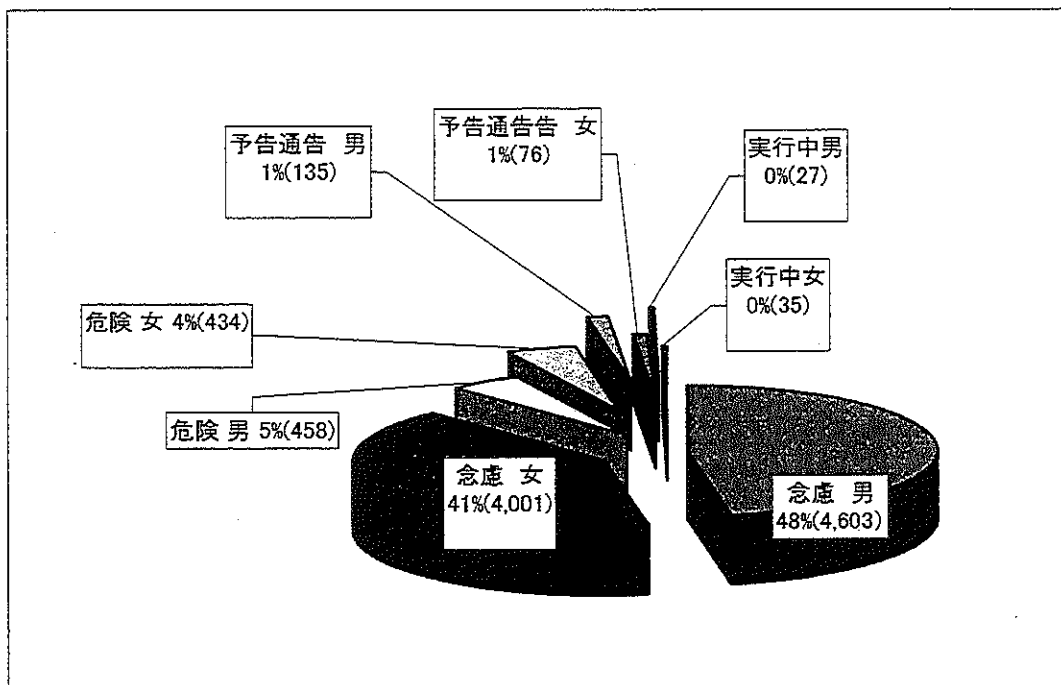 予告通告 男
1%(135)
予告通告告 女
1%(76)
実行中男
0%(27)
実行中女
0%(35)
危険 女 4%(434)
危険 男 5%(458)
念慮 女
41%(4,001)
念慮 男
48%(4,603)